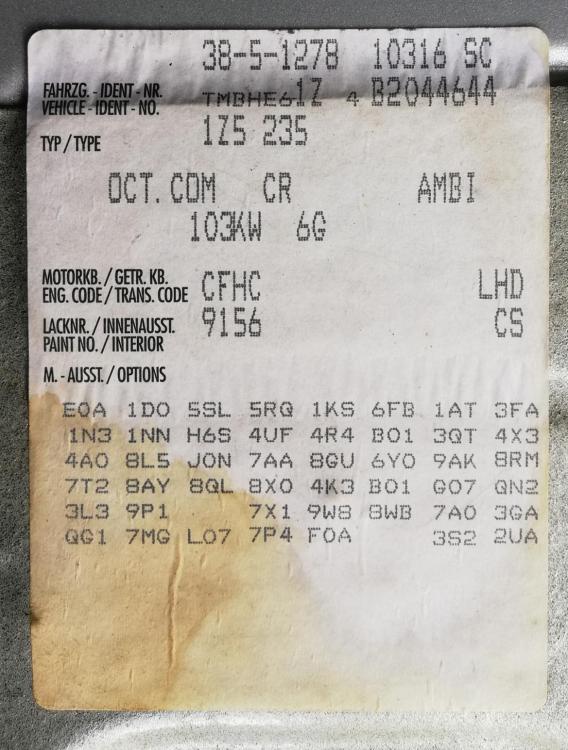 38-5-1278 10316 SC
FAHRZG. - IDENT - NR. TMBHE61Z 4 B2044644
VEHICLE - IDENT - NO.
TYP / TYPE 1Z5 235
OCT. COM CR AMBI
103KW 6G
MOTORKB. / GETR. KB. CFHC LHD
ENG. CODE / TRANS. CODE
LACKNR. / INNENAUSST. 9156 CS
PAINT NO. / INTERIOR
M. - AUSST. / OPTIONS
E0A 1D0 5SL 5RQ 1KS 6FB 1AT 3FA
1N3 1NN H6S 4UF 4R4 B01 3QT 4X3
4A0 8L5 J0N 7AA 8GU 6Y0 9AK 8RM
7T2 8AY 8QL 8X0 4K3 B01 G07 QN2
3L3 9P1 7X1 9W8 8WB 7A0 3GA
QG1 7MG L07 7P4 F0A 3S2 2UA